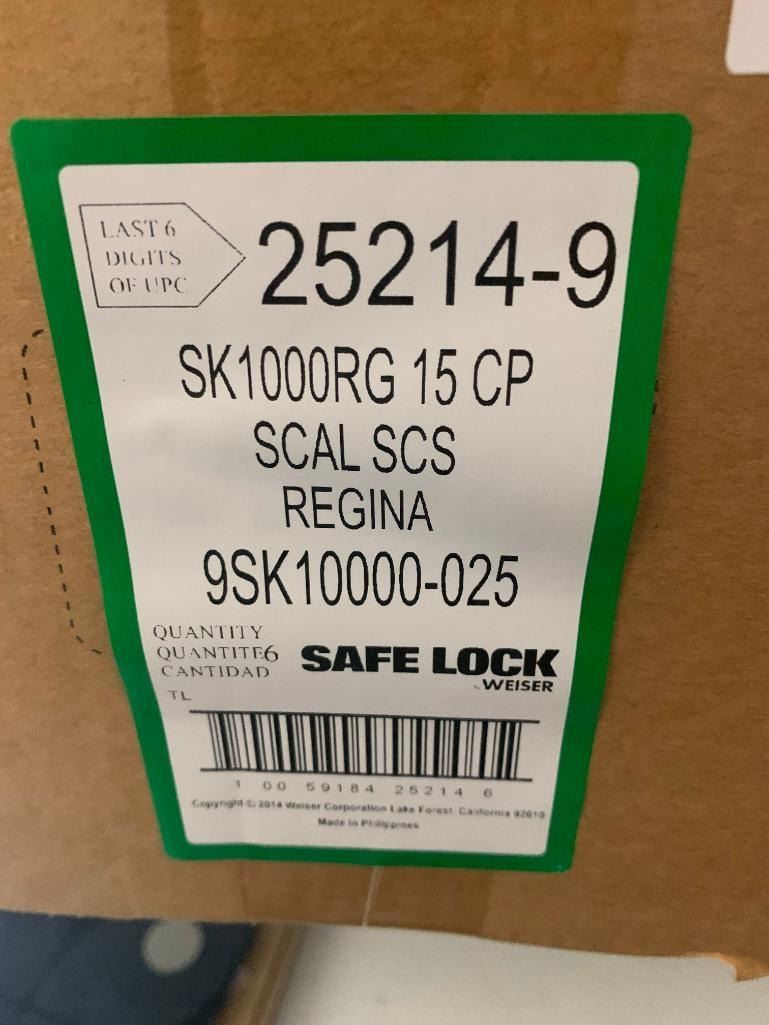 LAST 6
DIGITS
OF UPC
25214-9
SK1000RG 15 CP
SCAL SCS
REGINA
9SK10000-025
QUANTITY
QUANTITE6
CANTIDAD
TL
SAFE LOCK
WEISER
1 00 59184 25214 6
Copyright © 2014 Weiser Corporation Lake Forest, California 92610
Made In Philippines